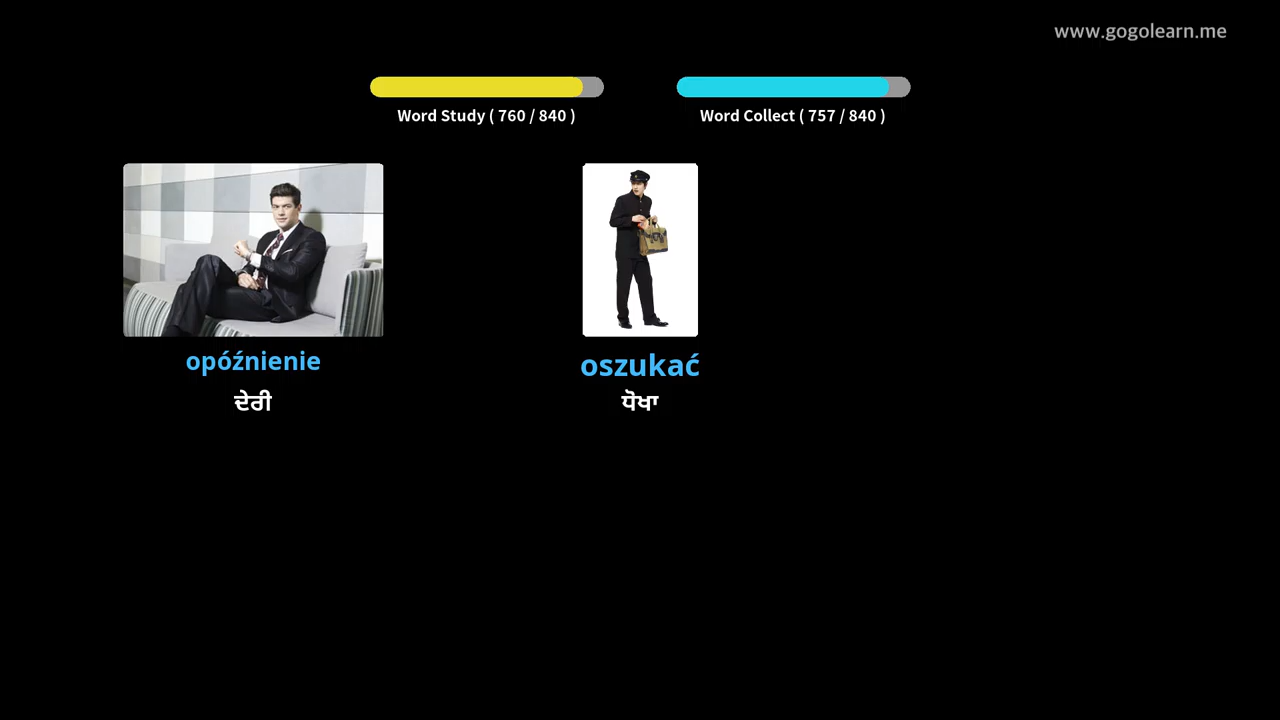 www.gogolearn.me
Word Study ( 760 / 840 )
Word Collect ( 757 / 840 )
opóźnienie
ਦੇਰੀ
oszukać
ਧੋਖਾ